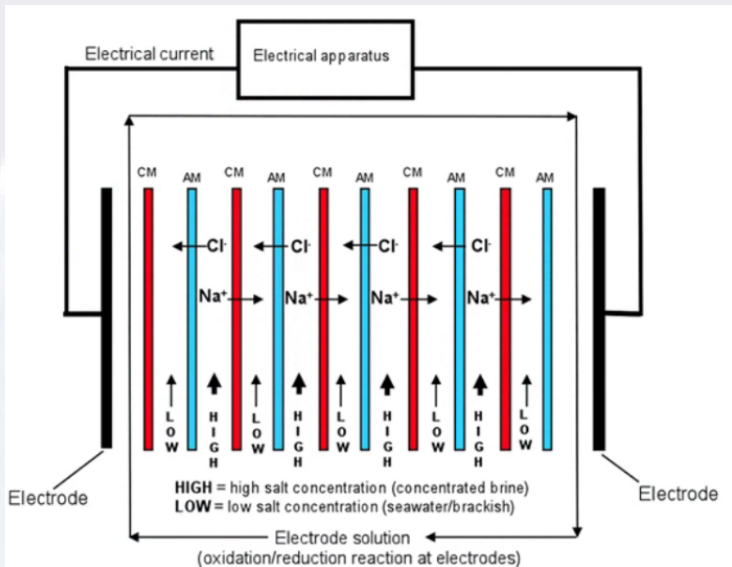 Electrical current
Electrical apparatus
CM AM CM AM CM AM CM AM CM AM
Cl- Cl- Cl- Cl-
Na+ Na+ Na+ Na+
LOW HIGH LOW HIGH LOW HIGH LOW HIGH LOW
Electrode
Electrode
HIGH = high salt concentration (concentrated brine)
LOW = low salt concentration (seawater/brackish)
Electrode solution
(oxidation/reduction reaction at electrodes)